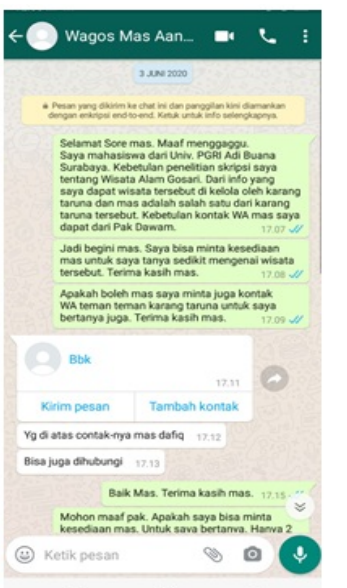 Wagos Mas Aan...
3 JUNI 2020
Pesan yang dikirim ke chat ini dan panggilan kini diamankan
dengan enkripsi end-to-end. Ketuk untuk info selengkapnya.
Selamat Sore mas. Maaf menggaggu.
Saya mahasiswa dari Univ. PGRI Adi Buana
Surabaya. Kebetulan penelitian skripsi saya
tentang Wisata Alam Gosari. Dari info yang
saya dapat wisata tersebut di kelola oleh karang
taruna dan mas adalah salah satu dari karang
taruna tersebut. Kebetulan kontak WA mas saya
dapat dari Pak Dawam. 17.07
Jadi begini mas. Saya bisa minta kesediaan
mas untuk saya tanya sedikit mengenai wisata
tersebut. Terima kasih mas. 17.08
Apakah boleh mas saya minta juga kontak
WA teman teman karang taruna untuk saya
bertanya juga. Terima kasih mas. 17.09
Bbk
17.11
Kirim pesan Tambah kontak
Yg di atas contak-nya mas dafiq 17.12
Bisa juga dihubungi 17.13
Baik Mas. Terima kasih mas. 17.15
Mohon maaf pak. Apakah saya bisa minta
kesediaan mas. Untuk saya bertanya. Hanya 2
Ketik pesan